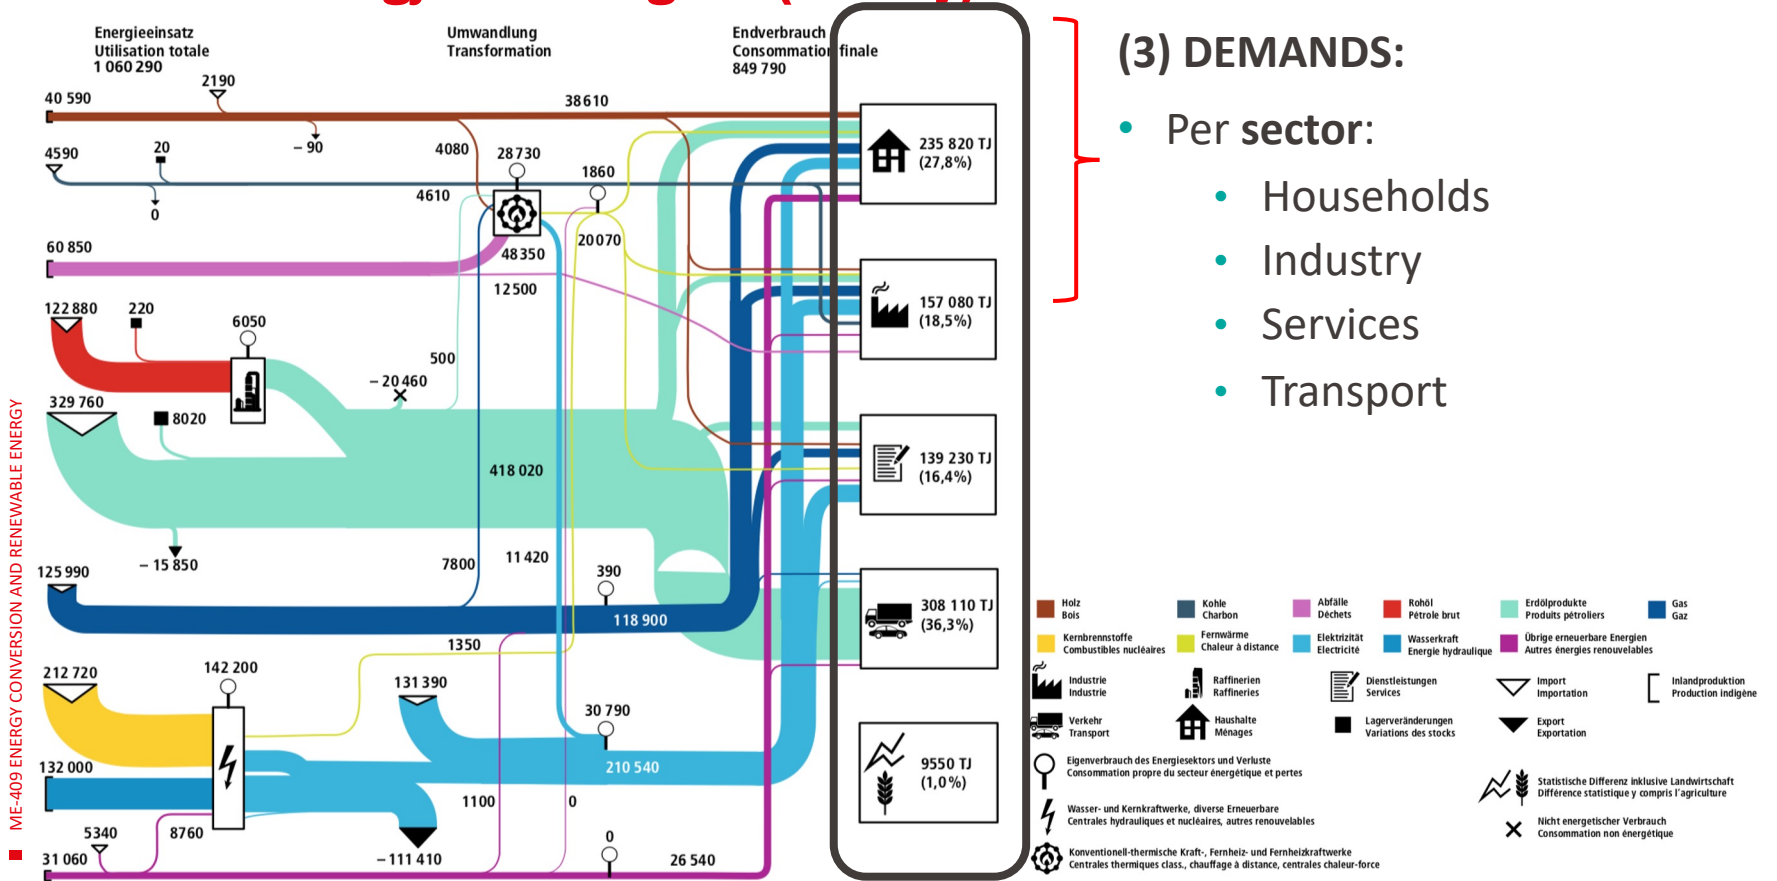 Energieeinsatz
Utilisation totale
1 060 290
Umwandlung
Transformation
Endverbrauch
Consommation finale
849 790
(3) DEMANDS:
• Per sector:
• Households
• Industry
• Services
• Transport
2190
40 590
38 610
– 90
4080
28 730
4590
20
0
4610
1860
235 820 TJ
(27,8%)
60 850
48 350
20 070
12 500
157 080 TJ
(18,5%)
122 880
220
6050
500
– 20 460
329 760
8020
418 020
139 230 TJ
(16,4%)
– 15 850
125 990
7800
11 420
390
118 900
1350
308 110 TJ
(36,3%)
212 720
142 200
131 390
30 790
132 000
210 540
9550 TJ
(1,0%)
1100
0
5340
8760
– 111 410
0
31 060
26 540
ME-409 ENERGY CONVERSION AND RENEWABLE ENERGY
Holz
Bois
Kohle
Charbon
Abfälle
Déchets
Rohöl
Pétrole brut
Erdölprodukte
Produits pétroliers
Gas
Gaz
Kernbrennstoffe
Combustibles nucléaires
Fernwärme
Chaleur à distance
Elektrizität
Electricité
Wasserkraft
Energie hydraulique
Übrige erneuerbare Energien
Autres énergies renouvelables
Industrie
Industrie
Raffinerien
Raffineries
Dienstleistungen
Services
Import
Importation
Inlandproduktion
Production indigène
Verkehr
Transport
Haushalte
Ménages
Lagerveränderungen
Variations des stocks
Export
Exportation
Eigenverbrauch des Energiesektors und Verluste
Consommation propre du secteur énergétique et pertes
Statistische Differenz inklusive Landwirtschaft
Différence statistique y compris l'agriculture
Wasser- und Kernkraftwerke, diverse Erneuerbare
Centrales hydrauliques et nucléaires, autres renouvelables
Nicht energetischer Verbrauch
Consommation non énergétique
Konventionell-thermische Kraft-, Fernheiz- und Fernheizkraftwerke
Centrales thermiques class., chauffage à distance, centrales chaleur-force